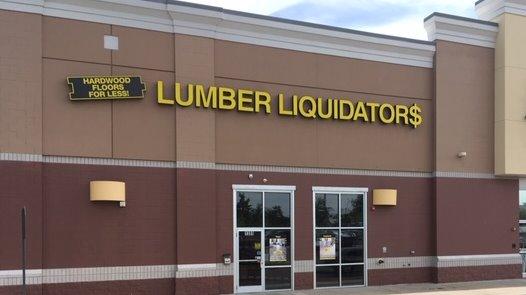 HARDWOOD
FLOORS
FOR LESS!
LUMBER LIQUIDATOR$